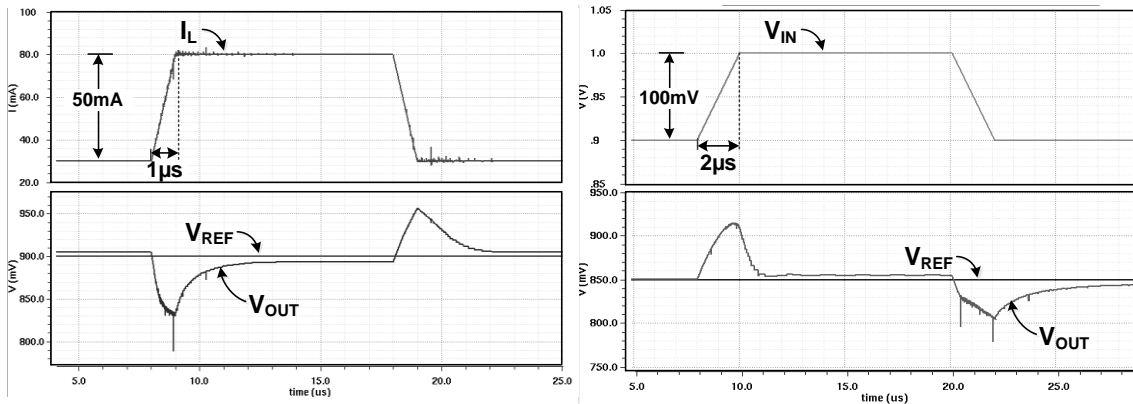 100.0
80.0
60.0
40.0
20.0
I (mA)
I_L
50mA
1µs
950.0
900.0
850.0
800.0
V (mV)
V_REF
V_OUT
5.0 10.0 15.0 20.0 25.0
time (us)
1.05
1.0
.95
.9
.85
V (V)
V_IN
100mV
2µs
950.0
900.0
850.0
800.0
750.0
V (mV)
V_REF
V_OUT
5.0 10.0 15.0 20.0 25.0
time (us)